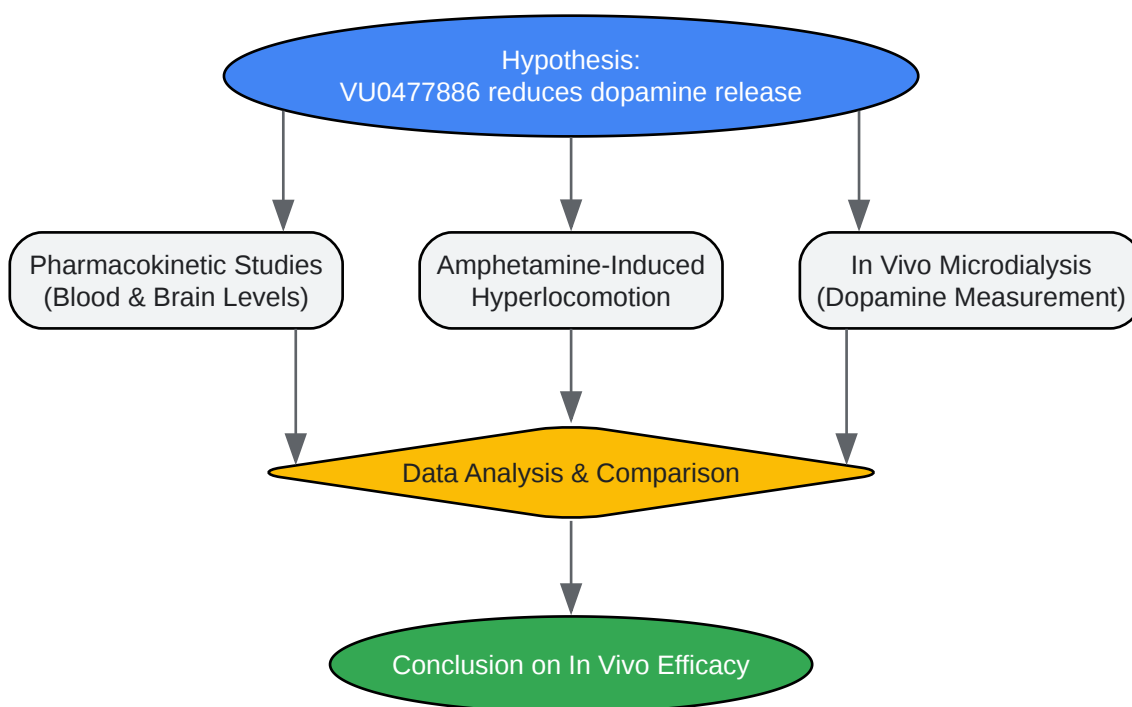 Hypothesis:
VU0477886 reduces dopamine release
Pharmacokinetic Studies
(Blood & Brain Levels)
Amphetamine-Induced
Hyperlocomotion
In Vivo Microdialysis
(Dopamine Measurement)
Data Analysis & Comparison
Conclusion on In Vivo Efficacy